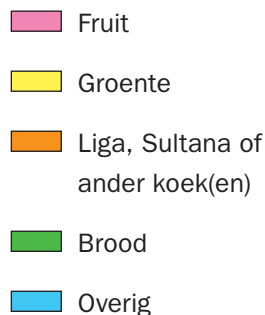 Fruit
Groente
Liga, Sultana of
ander koek(en)
Brood
Overig